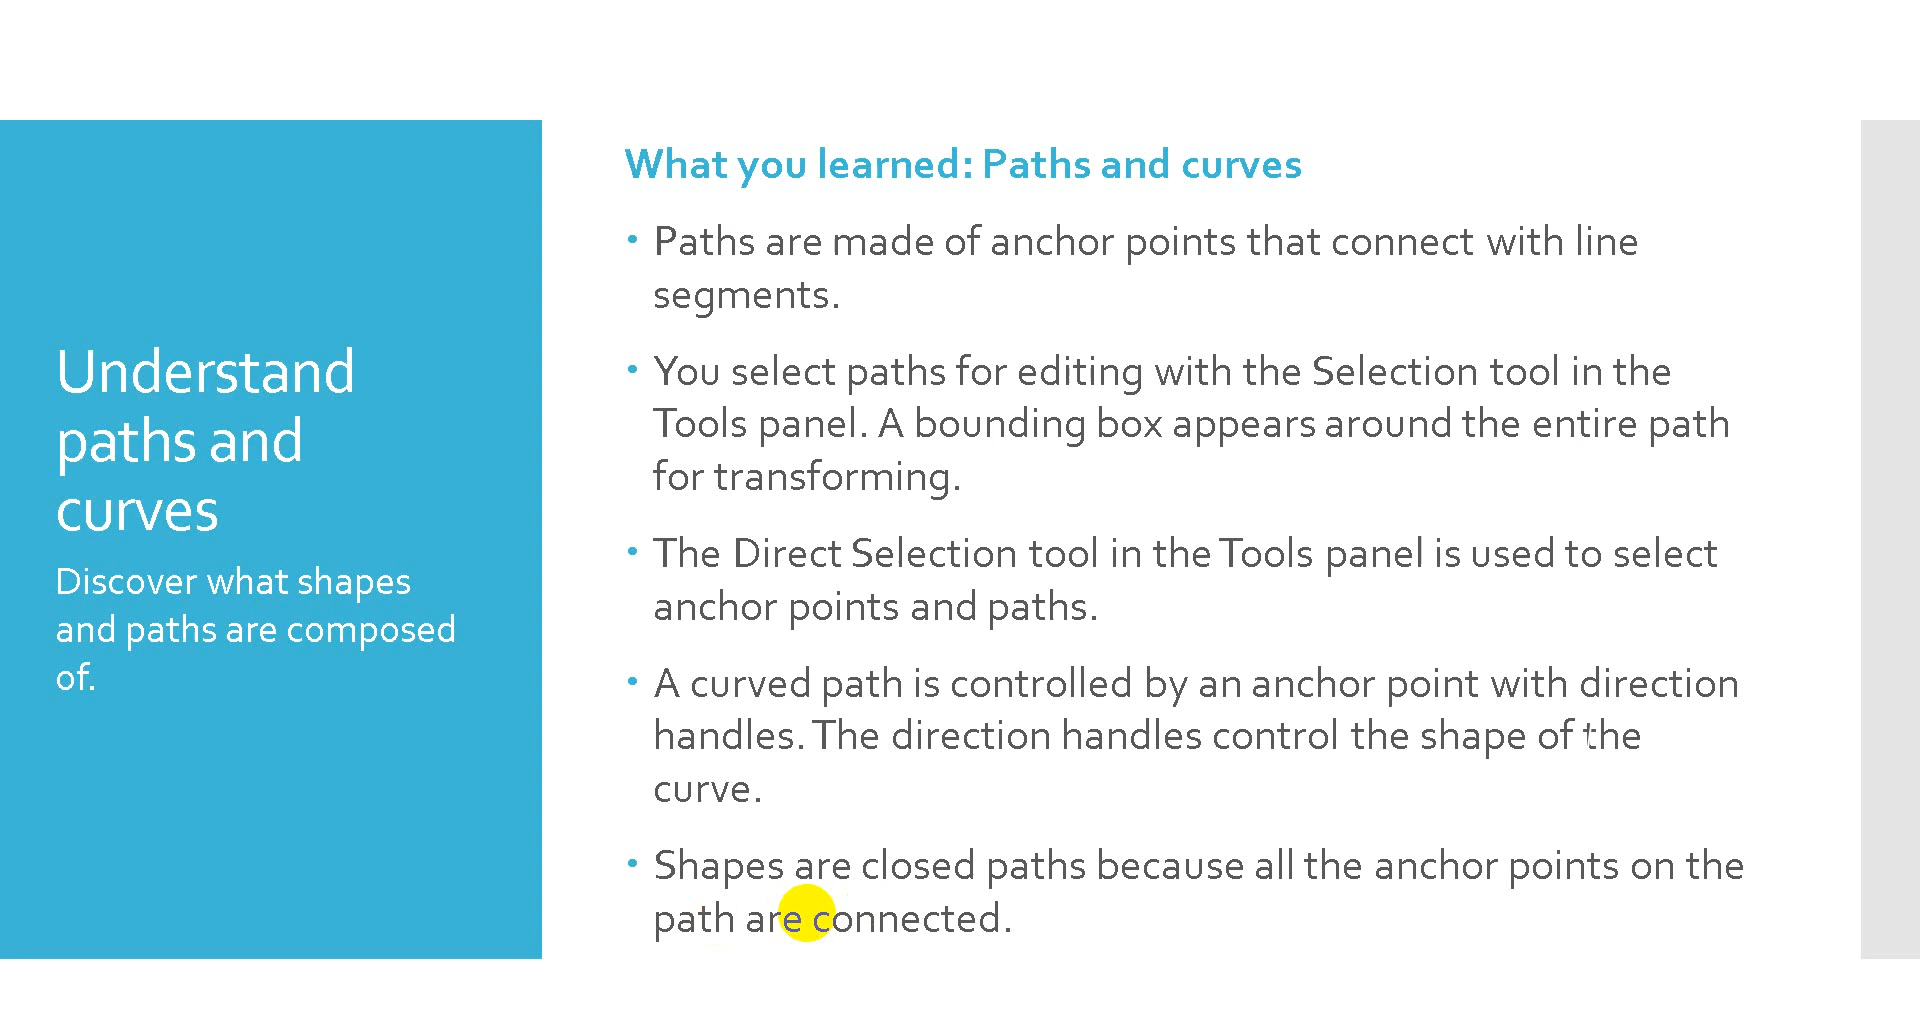 Understand
paths and
curves
Discover what shapes
and paths are composed
of.
What you learned: Paths and curves
• Paths are made of anchor points that connect with line
segments.
• You select paths for editing with the Selection tool in the
Tools panel. A bounding box appears around the entire path
for transforming.
• The Direct Selection tool in the Tools panel is used to select
anchor points and paths.
• A curved path is controlled by an anchor point with direction
handles. The direction handles control the shape of the
curve.
• Shapes are closed paths because all the anchor points on the
path are connected.